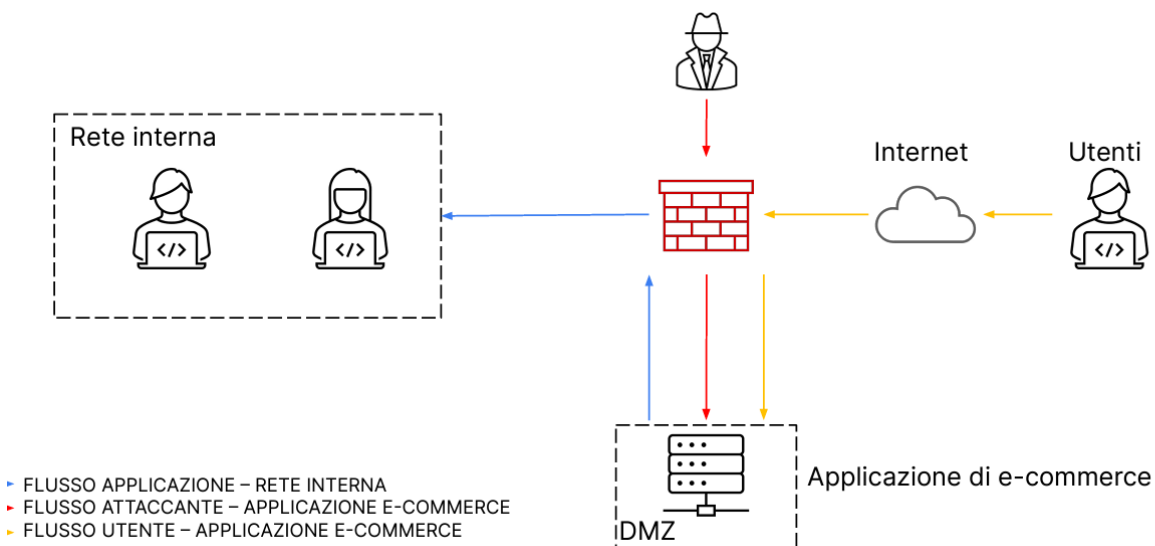 Rete interna
Internet
Utenti
</>
</>
</>
Applicazione di e-commerce
DMZ
FLUSSO APPLICAZIONE – RETE INTERNA
FLUSSO ATTACCANTE – APPLICAZIONE E-COMMERCE
FLUSSO UTENTE – APPLICAZIONE E-COMMERCE